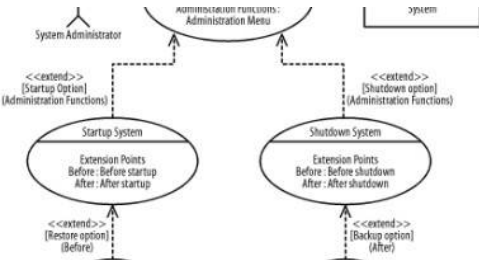 Administration Functions :
Administration Menu
System
System Administrator
<<extend>>
[Startup Option]
(Administration Functions)
<<extend>>
[Shutdown option]
(Administration Functions)
Startup System
Extension Points
Before : Before startup
After : After startup
Shutdown System
Extension Points
Before : Before shutdown
After : After shutdown
<<extend>>
[Restore option]
(Before)
<<extend>>
[Backup option]
(After)